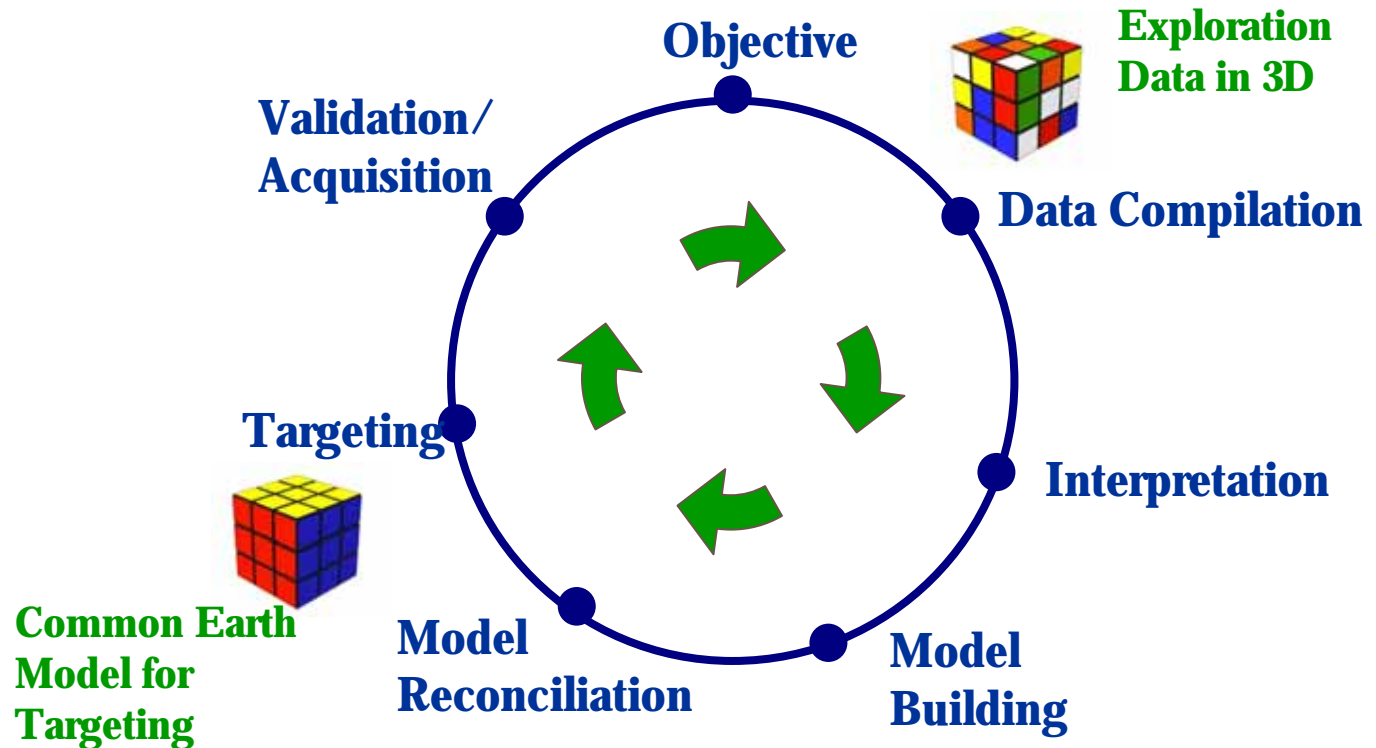 Objective
Exploration
Data in 3D
Validation/
Acquisition
Data Compilation
Targeting
Interpretation
Common Earth
Model for
Targeting
Model
Reconciliation
Model
Building